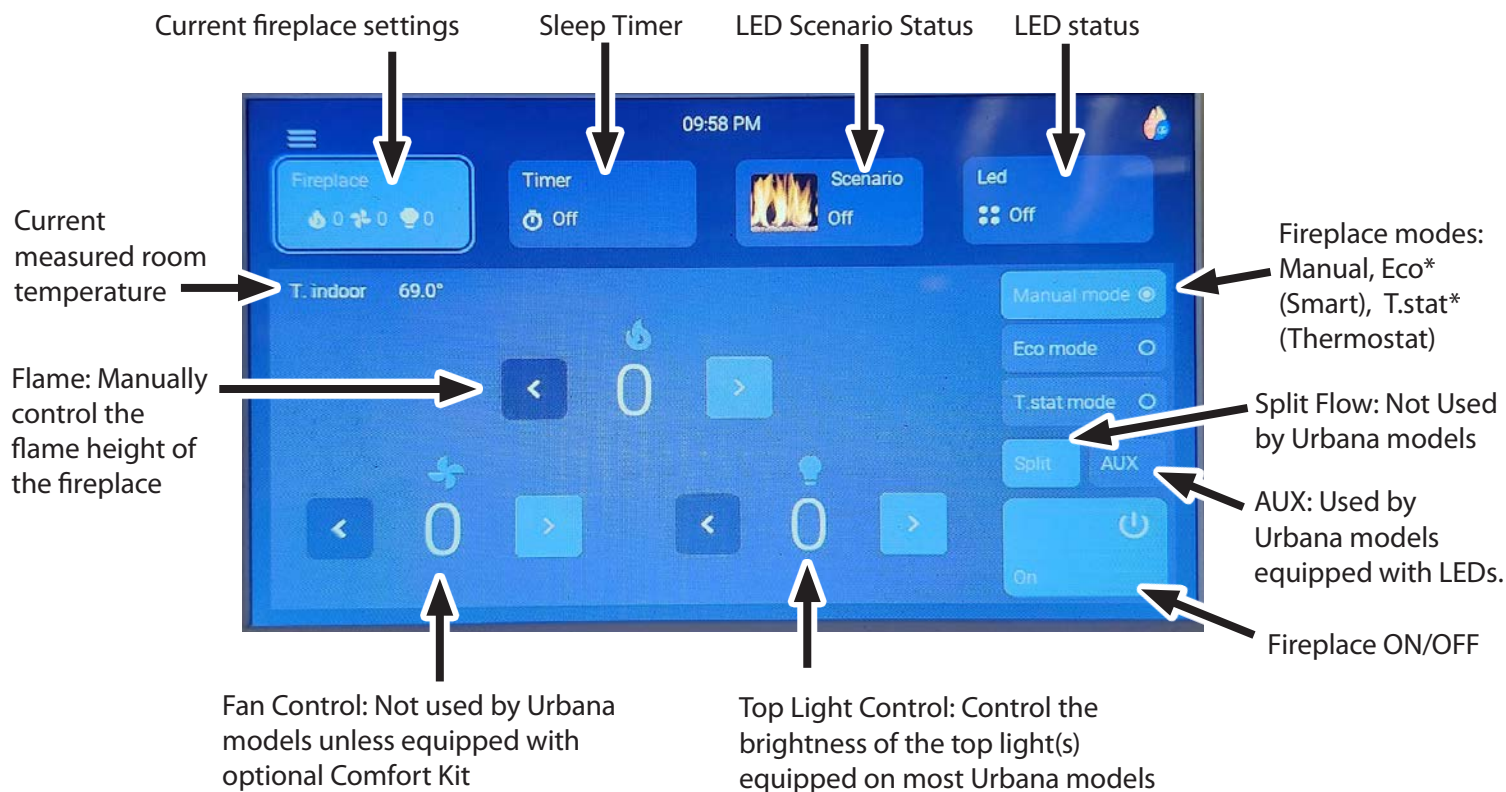 Current fireplace settings
Sleep Timer
LED Scenario Status
LED status
09:58 PM
Fireplace
0 0 0
Timer
Off
Scenario
Off
Led
Off
Current
measured room
temperature
T. indoor 69.0°
Manual mode
Eco mode
T.stat mode
Split
AUX
On
Fireplace modes:
Manual, Eco*
(Smart), T.stat*
(Thermostat)
Flame: Manually
control the
flame height of
the fireplace
< 0 >
< 0 >
< 0 >
Split Flow: Not Used
by Urbana models
AUX: Used by
Urbana models
equipped with LEDs.
Fireplace ON/OFF
Fan Control: Not used by Urbana
models unless equipped with
optional Comfort Kit
Top Light Control: Control the
brightness of the top light(s)
equipped on most Urbana models